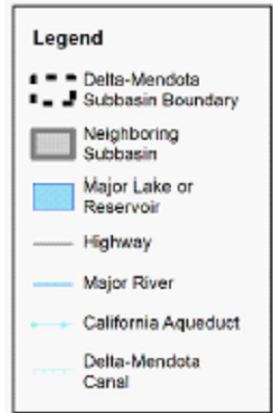 Legend
Delta-Mendota
Subbasin Boundary
Neighboring
Subbasin
Major Lake or
Reservoir
Highway
Major River
California Aqueduct
Delta-Mendota
Canal